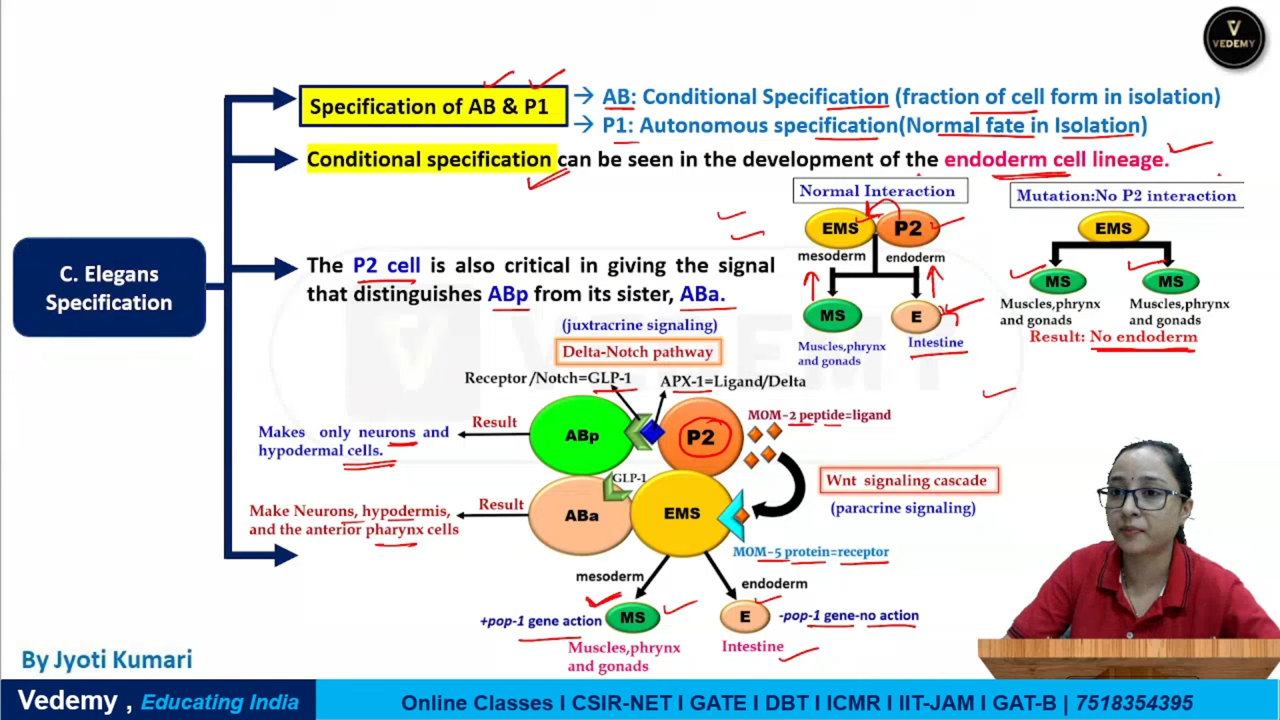 VEDEMY
Specification of AB & P1
→ AB: Conditional Specification (fraction of cell form in isolation)
→ P1: Autonomous specification(Normal fate in Isolation)
Conditional specification can be seen in the development of the endoderm cell lineage.
C. Elegans
Specification
Normal Interaction
EMS
P2
mesoderm
endoderm
MS
E
Muscles,phrynx
and gonads
Intestine
Mutation:No P2 interaction
EMS
MS
MS
Muscles,phrynx
and gonads
Muscles,phrynx
and gonads
Result: No endoderm
The P2 cell is also critical in giving the signal
that distinguishes ABp from its sister, ABa.
(juxtracrine signaling)
Delta-Notch pathway
Receptor /Notch=GLP-1
APX-1=Ligand/Delta
MOM-2 peptide=ligand
Makes only neurons and
hypodermal cells.
Result
ABp
P2
GLP-1
Wnt signaling cascade
(paracrine signaling)
Make Neurons, hypodermis,
and the anterior pharynx cells
Result
ABa
EMS
MOM-5 protein=receptor
mesoderm
endoderm
+pop-1 gene action
MS
E
-pop-1 gene-no action
Muscles,phrynx
and gonads
Intestine
VEDEMY
By Jyoti Kumari
Vedemy , Educating India
Online Classes I CSIR-NET I GATE I DBT I ICMR I IIT-JAM I GAT-B | 7518354395